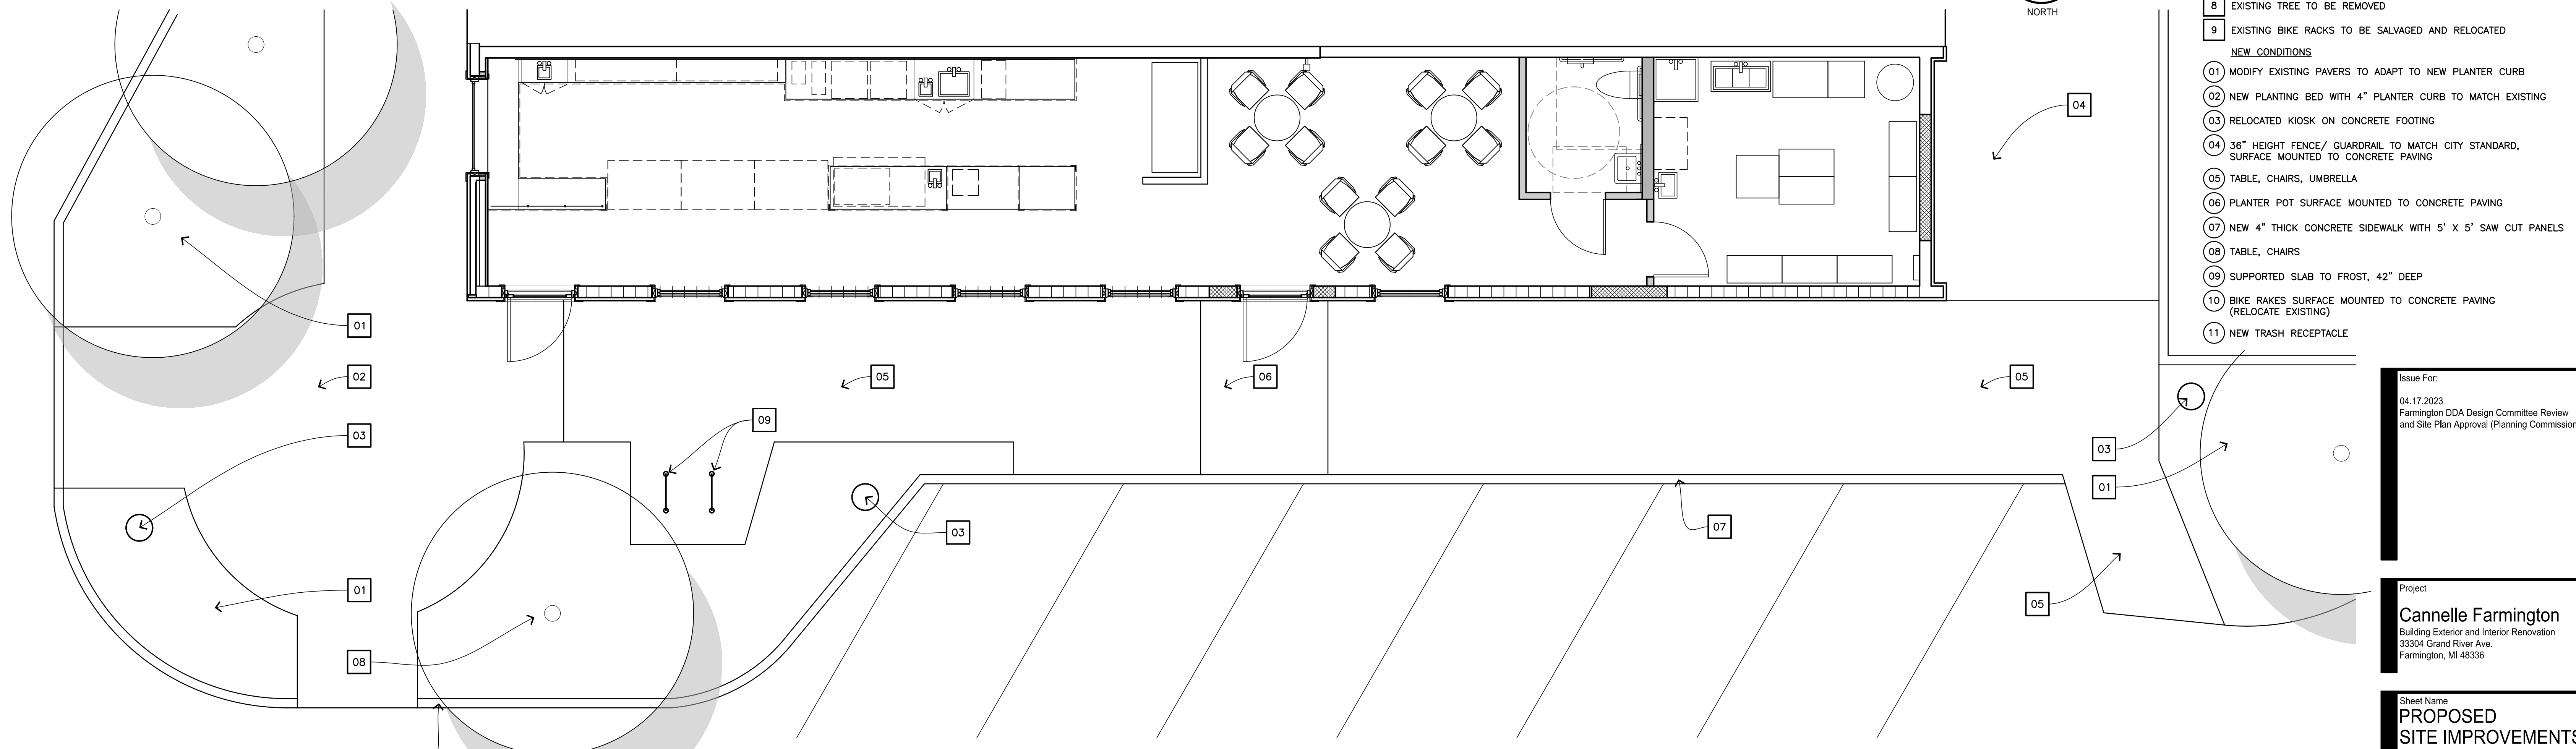 NORTH
8 EXISTING TREE TO BE REMOVED
9 EXISTING BIKE RACKS TO BE SALVAGED AND RELOCATED
NEW CONDITIONS
01 MODIFY EXISTING PAVERS TO ADAPT TO NEW PLANTER CURB
02 NEW PLANTING BED WITH 4" PLANTER CURB TO MATCH EXISTING
03 RELOCATED KIOSK ON CONCRETE FOOTING
04 36" HEIGHT FENCE/ GUARDRAIL TO MATCH CITY STANDARD,
SURFACE MOUNTED TO CONCRETE PAVING
05 TABLE, CHAIRS, UMBRELLA
06 PLANTER POT SURFACE MOUNTED TO CONCRETE PAVING
07 NEW 4" THICK CONCRETE SIDEWALK WITH 5' X 5' SAW CUT PANELS
08 TABLE, CHAIRS
09 SUPPORTED SLAB TO FROST, 42" DEEP
10 BIKE RAKES SURFACE MOUNTED TO CONCRETE PAVING
(RELOCATE EXISTING)
11 NEW TRASH RECEPTACLE
04
01
02
05
06
05
09
03
03
01
03
07
01
05
08
Issue For:
04.17.2023
Farmington DDA Design Committee Review
and Site Plan Approval (Planning Commission
Project
Cannelle Farmington
Building Exterior and Interior Renovation
33304 Grand River Ave.
Farmington, MI 48336
Sheet Name
PROPOSED
SITE IMPROVEMENTS